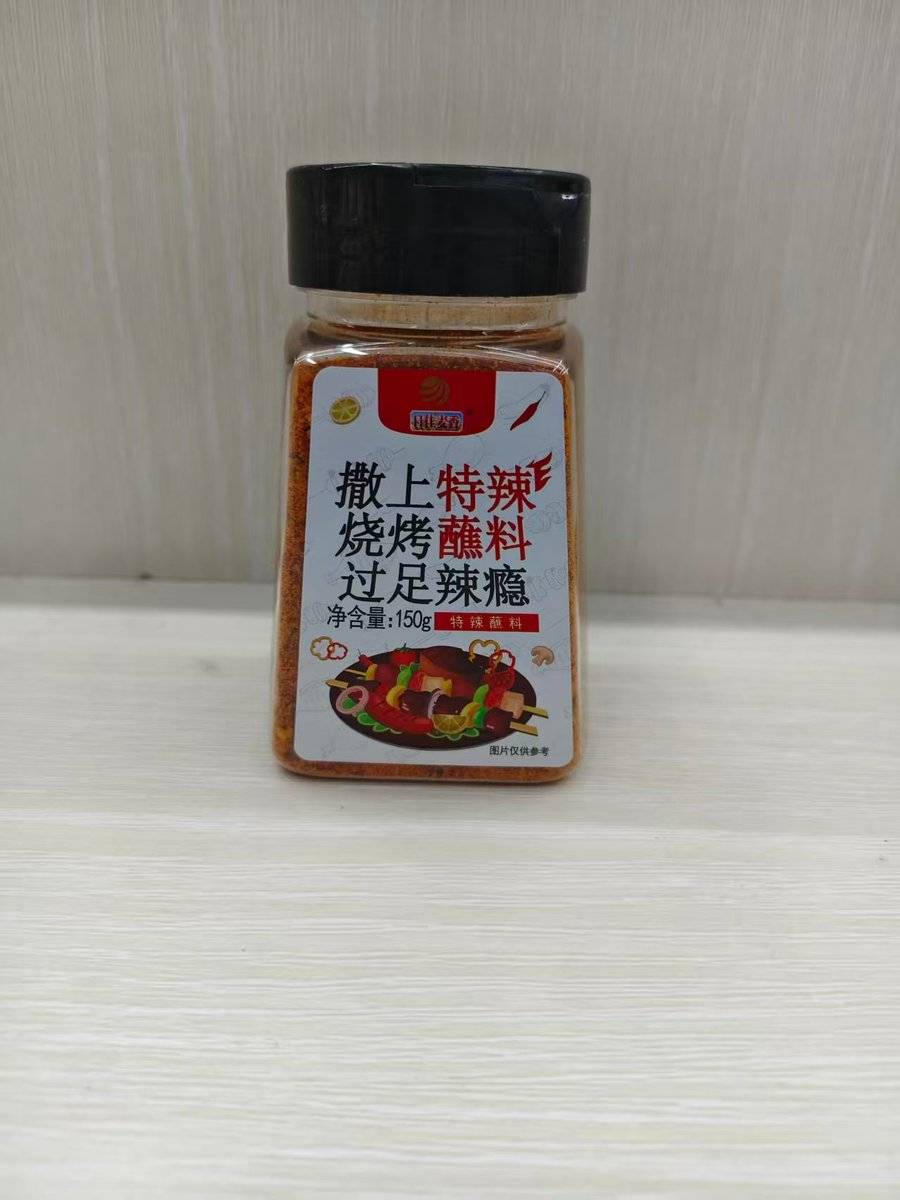 撒上特辣
烧烤蘸料
过足辣瘾
净含量:150g 特辣蘸料
图片仅供参考